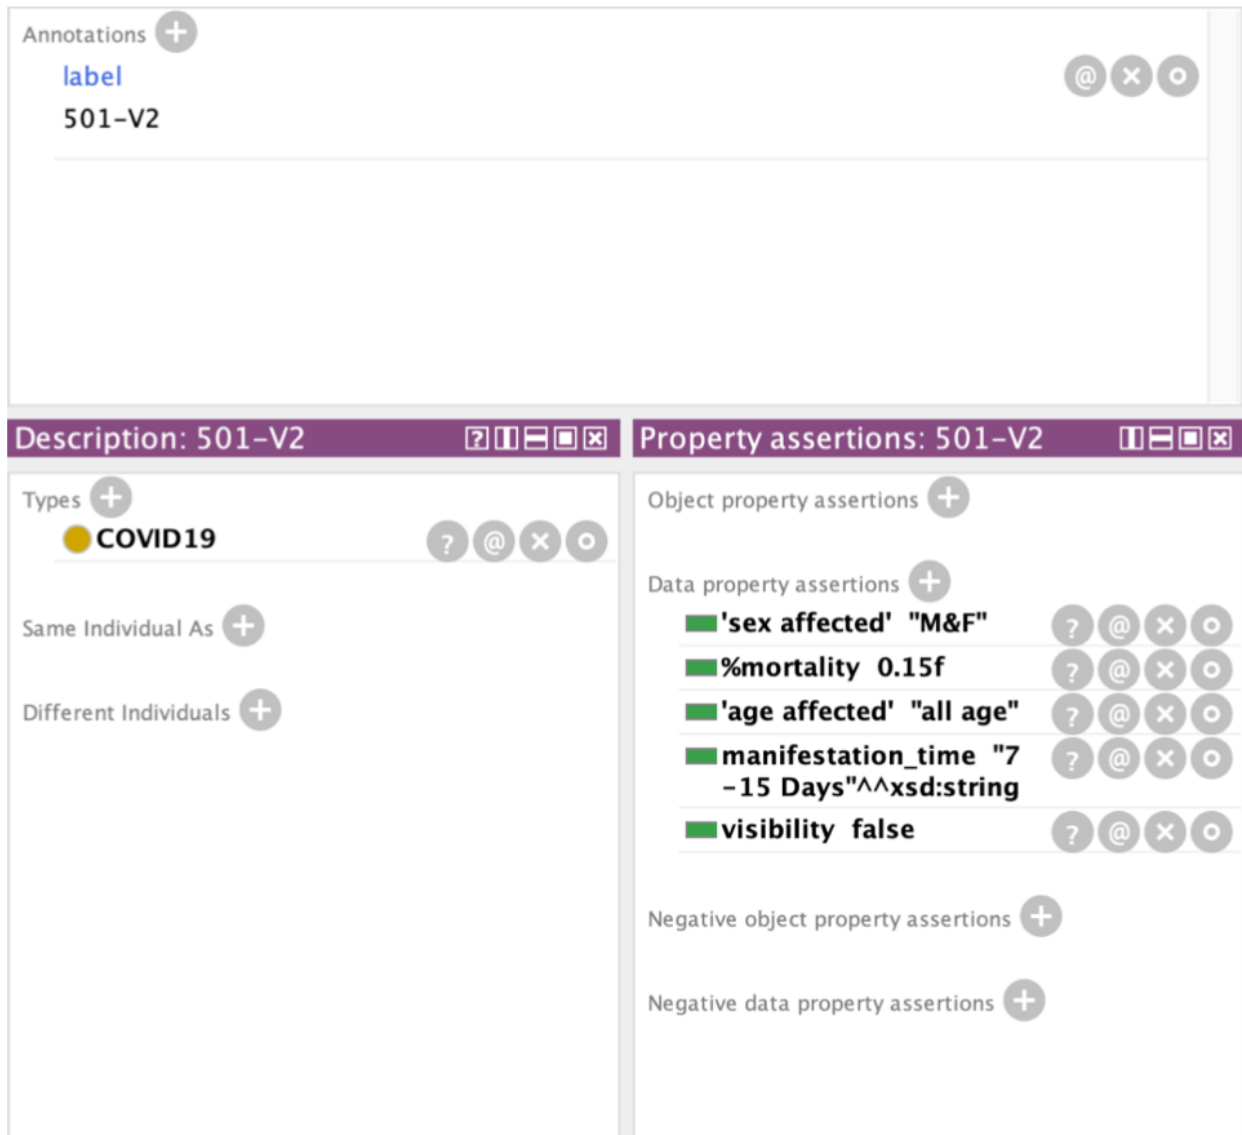 Annotations
label
501-V2
Description: 501-V2
Types
COVID19
Same Individual As
Different Individuals
Property assertions: 501-V2
Object property assertions
Data property assertions
'sex affected' "M&F"
%mortality 0.15f
'age affected' "all age"
manifestation_time "7
-15 Days"^^xsd:string
visibility false
Negative object property assertions
Negative data property assertions